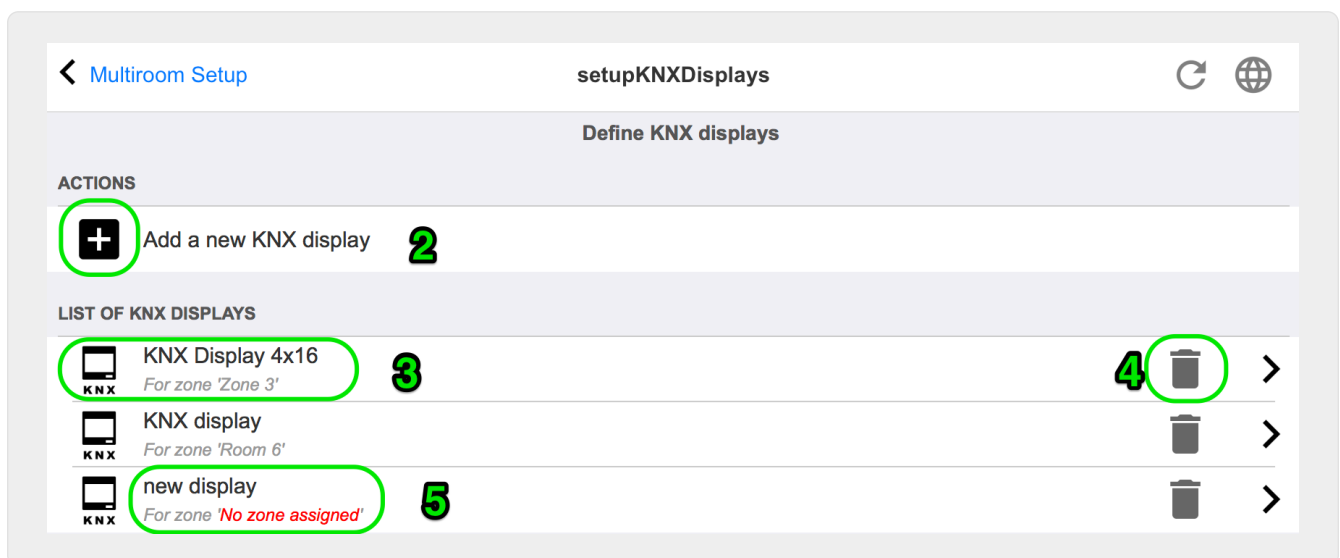 Multiroom Setup
setupKNXDisplays
Define KNX displays
ACTIONS
Add a new KNX display
2
LIST OF KNX DISPLAYS
KNX Display 4x16
For zone 'Zone 3'
KNX
3
4
KNX display
For zone 'Room 6'
KNX
new display
For zone 'No zone assigned'
KNX
5